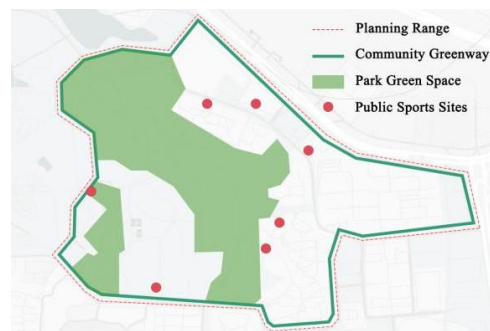 Planning Range
Community Greenway
Park Green Space
Public Sports Sites